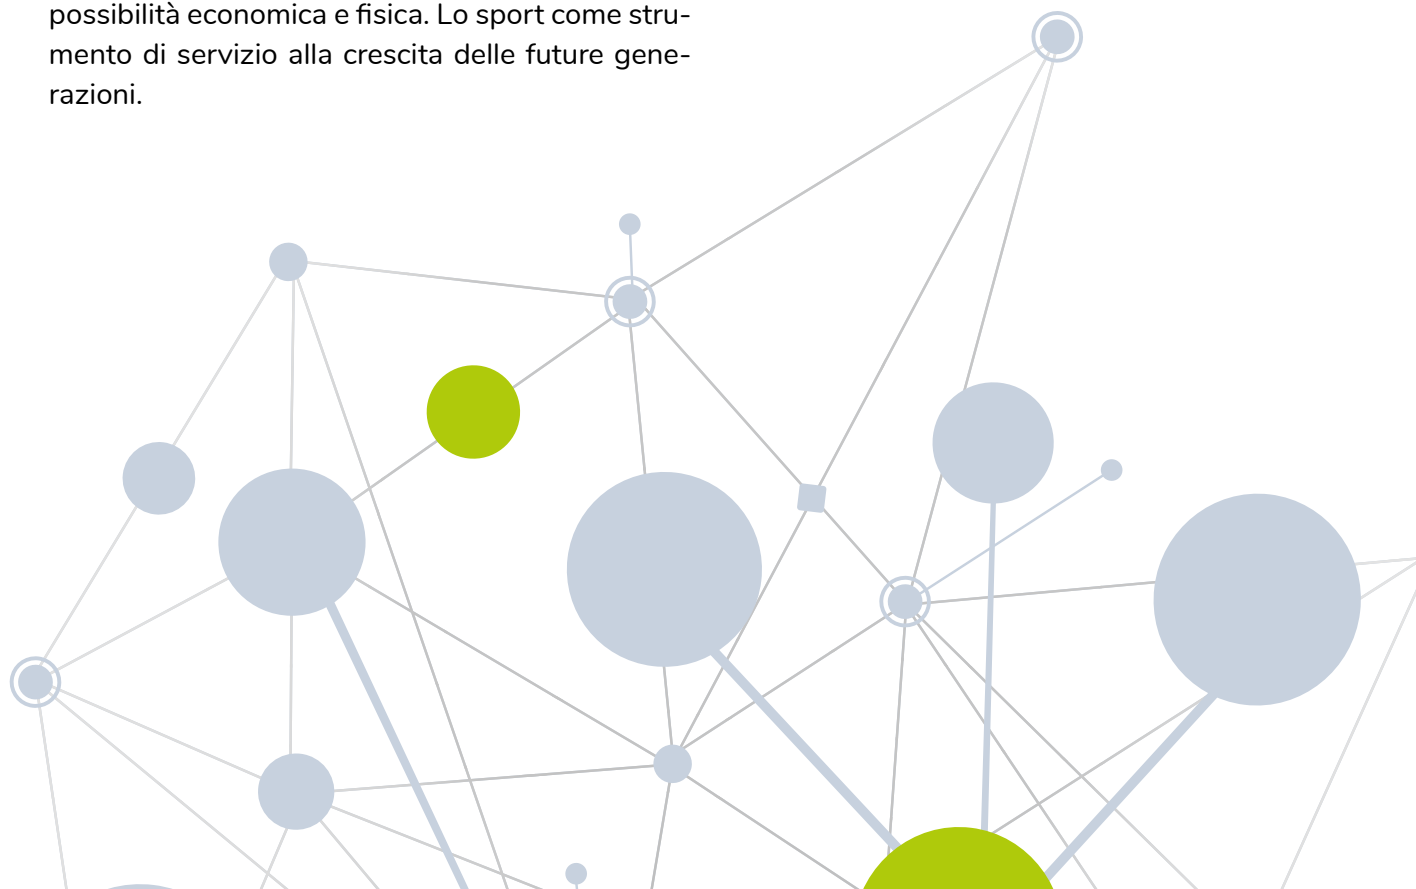 possibilità economica e fisica. Lo sport come stru-
mento di servizio alla crescita delle future gene-
razioni.